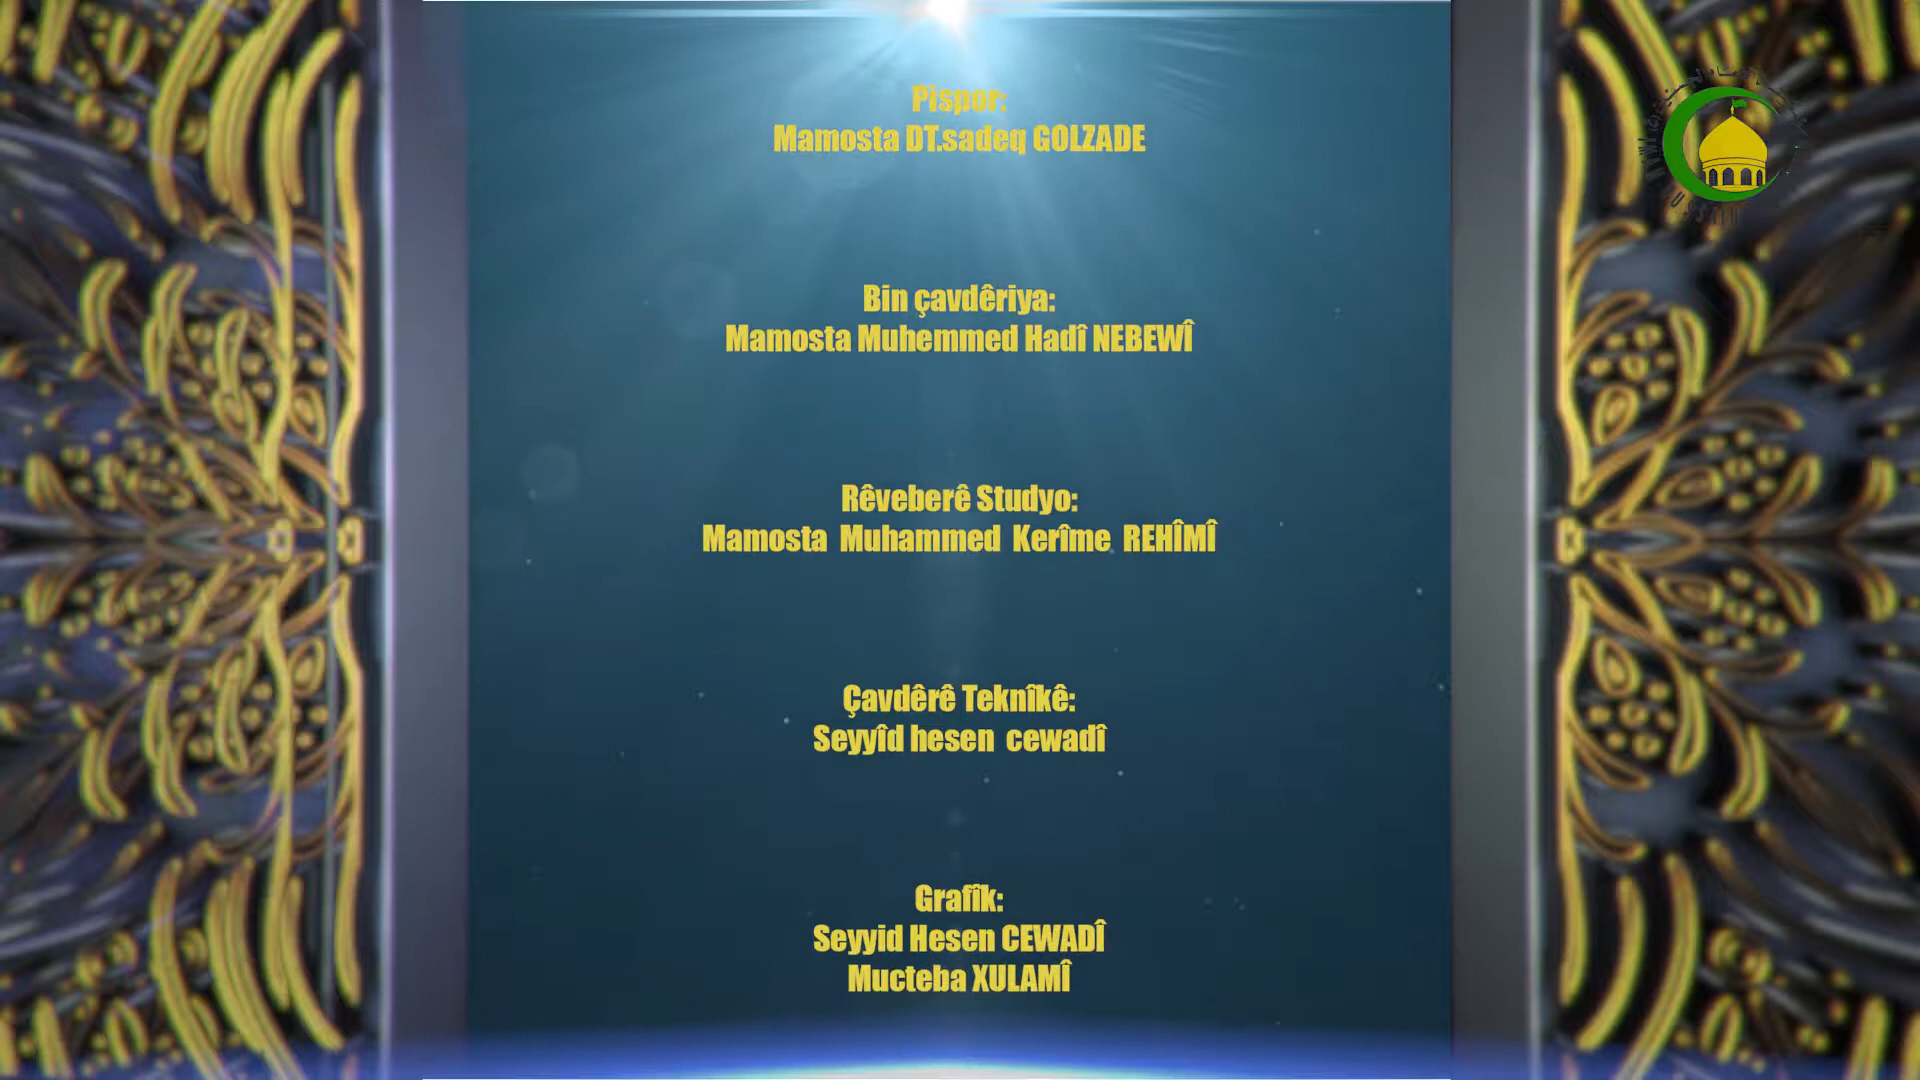 Pispor:
Mamosta DT.sadeq GOLZADE
Bin çavdêriya:
Mamosta Muhemmed Hadî NEBEWÎ
Rêveberê Studyo:
Mamosta Muhammed Kerîme REHÎMÎ
Çavdêrê Teknîkê:
Seyyîd hesen cewadî
Grafîk:
Seyyid Hesen CEWADÎ
Mucteba XULAMÎ